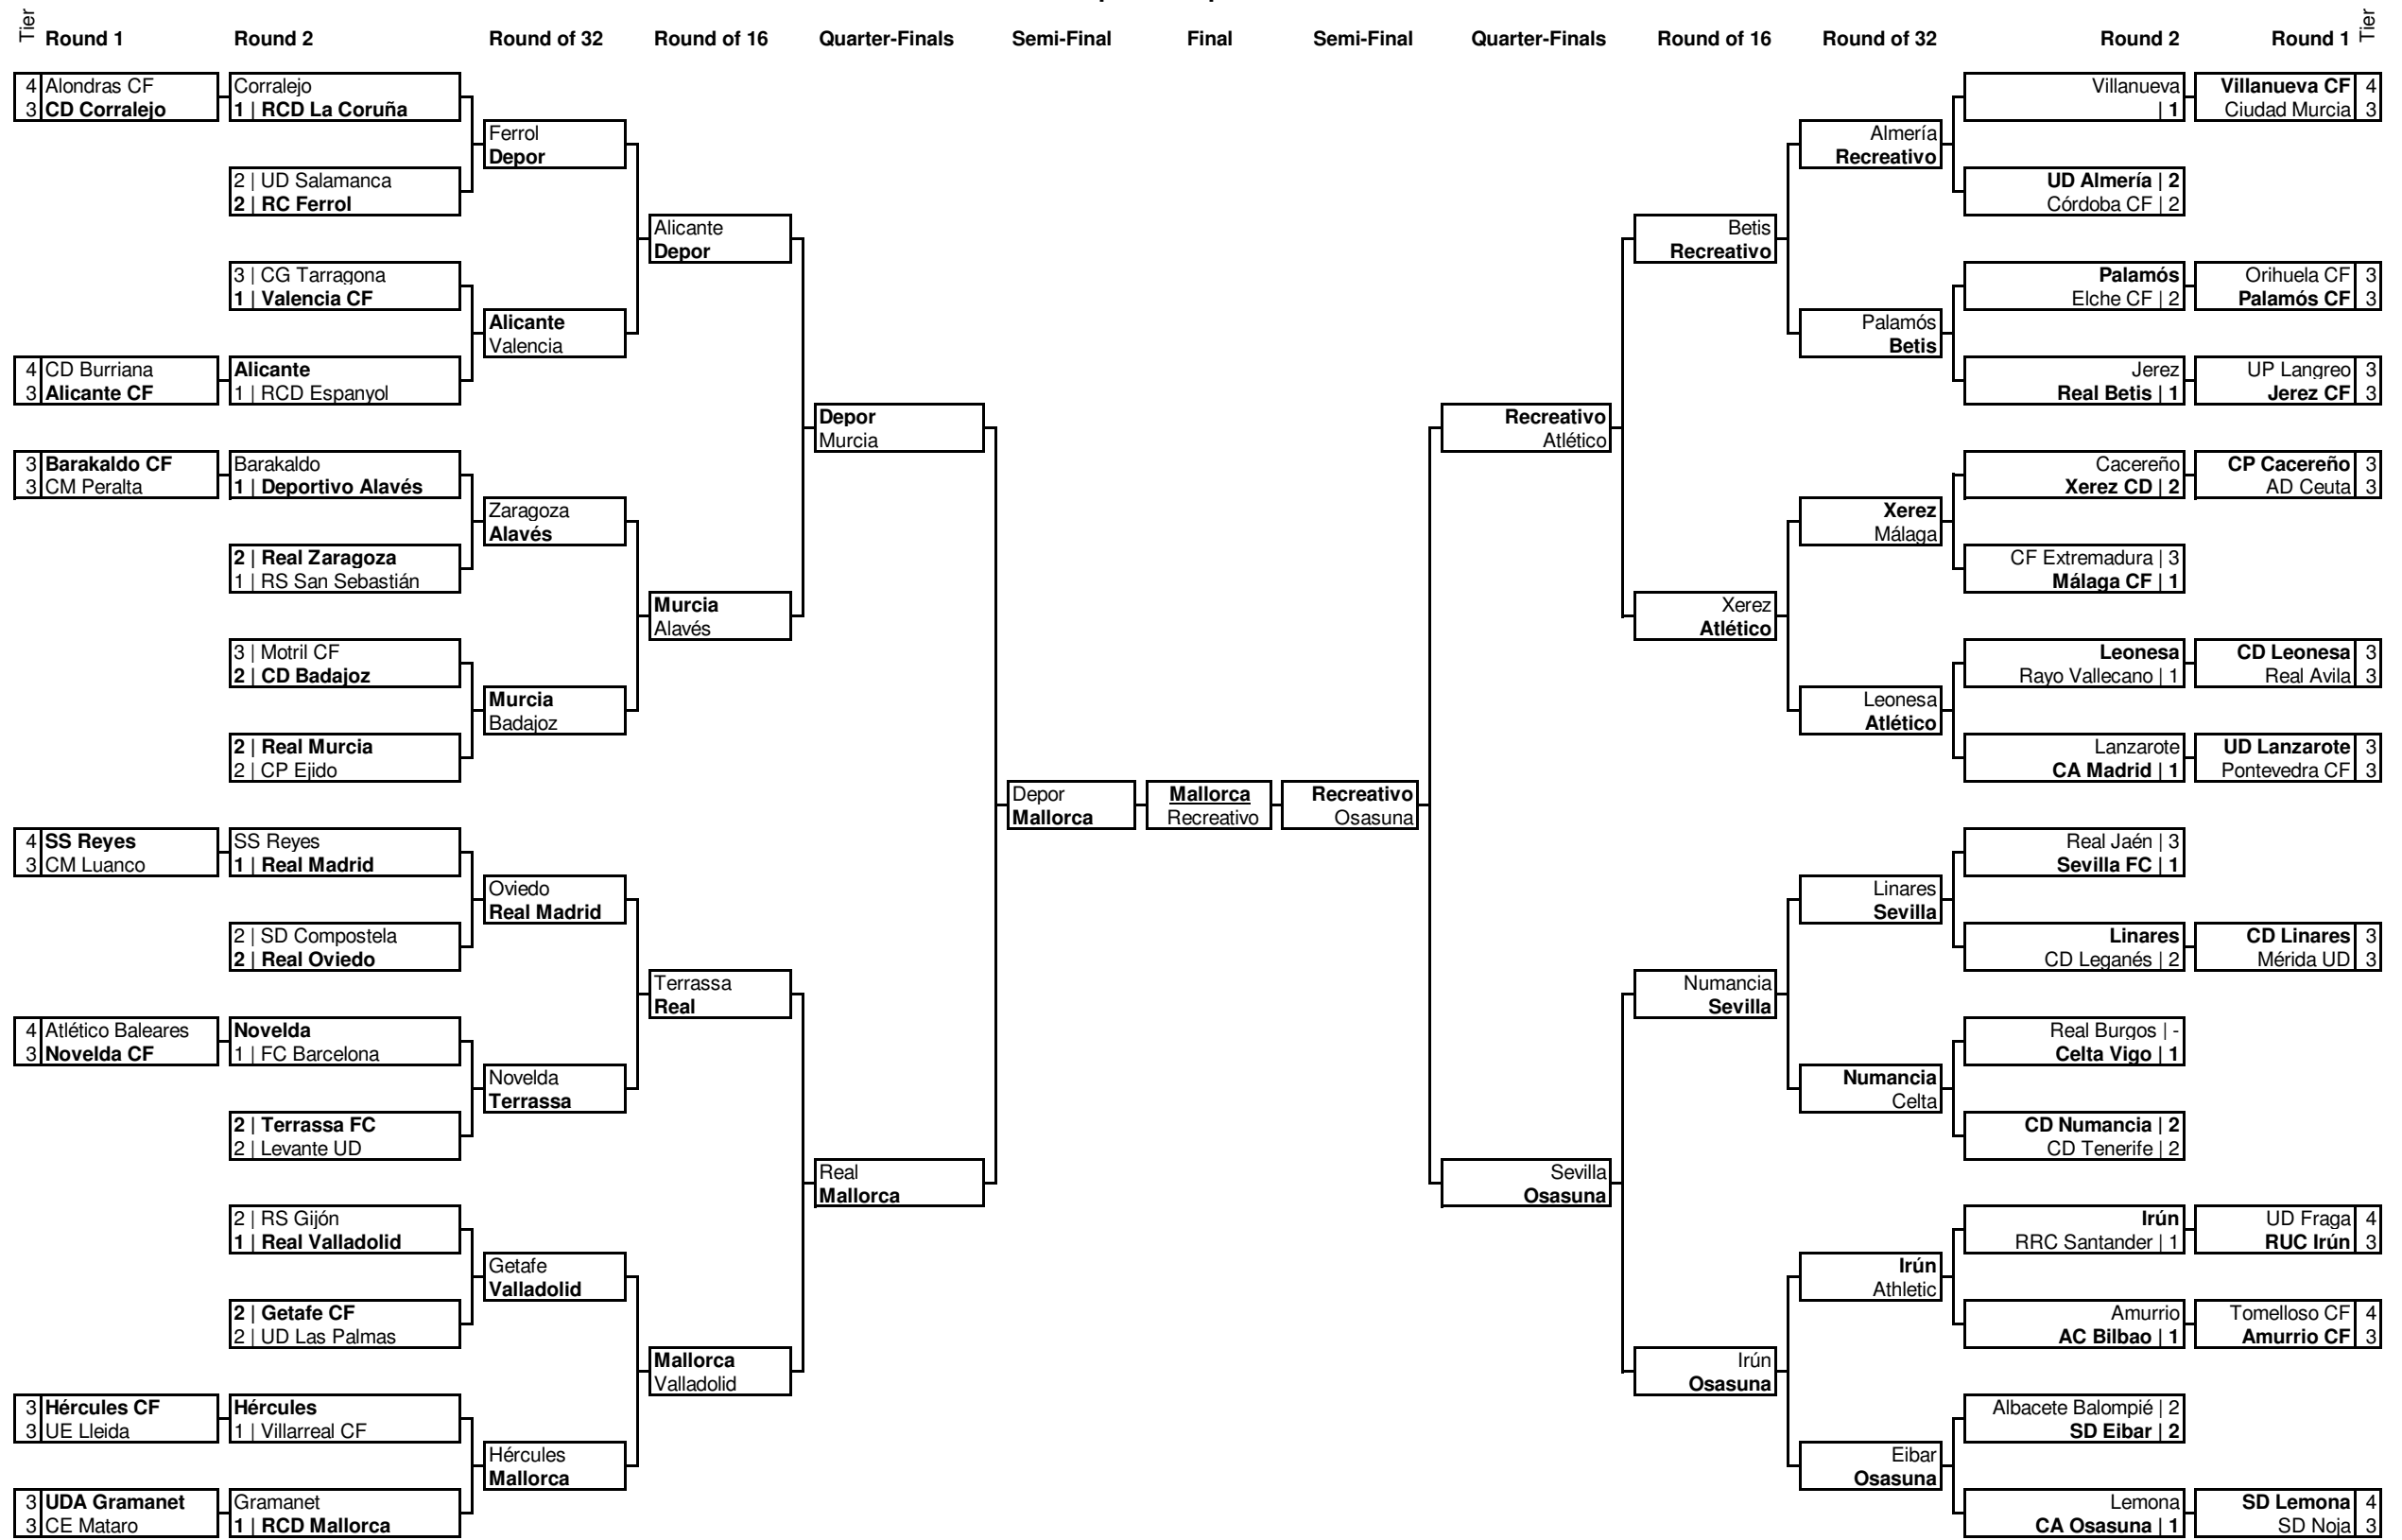 Tier Round 1 Round 2 Round of 32 Round of 16 Quarter-Finals Semi-Final Final Semi-Final Quarter-Finals Round of 16 Round of 32 Round 2 Round 1 Tier
4 Alondras CF
3 CD Corralejo
Corralejo
1 | RCD La Coruña
2 | UD Salamanca
2 | RC Ferrol
3 | CG Tarragona
1 | Valencia CF
4 CD Burriana
3 Alicante CF
Alicante
1 | RCD Espanyol
3 Barakaldo CF
3 CM Peralta
Barakaldo
1 | Deportivo Alavés
2 | Real Zaragoza
1 | RS San Sebastián
3 | Motril CF
2 | CD Badajoz
2 | Real Murcia
2 | CP Ejido
4 SS Reyes
3 CM Luanco
SS Reyes
1 | Real Madrid
2 | SD Compostela
2 | Real Oviedo
4 Atlético Baleares
3 Novelda CF
Novelda
1 | FC Barcelona
2 | Terrassa FC
2 | Levante UD
2 | RS Gijón
1 | Real Valladolid
2 | Getafe CF
2 | UD Las Palmas
3 Hércules CF
3 UE Lleida
Hércules
1 | Villarreal CF
3 UDA Gramanet
3 CE Mataro
Gramanet
1 | RCD Mallorca
Ferrol
Depor
Alicante
Valencia
Zaragoza
Alavés
Murcia
Badajoz
Oviedo
Real Madrid
Novelda
Terrassa
Getafe
Valladolid
Hércules
Mallorca
Alicante
Depor
Murcia
Alavés
Terrassa
Real
Mallorca
Valladolid
Depor
Murcia
Real
Mallorca
Depor
Mallorca
Mallorca
Recreativo
Recreativo
Osasuna
Recreativo
Atlético
Sevilla
Osasuna
Betis
Recreativo
Xerez
Atlético
Numancia
Sevilla
Irún
Osasuna
Almería
Recreativo
Palamós
Betis
Xerez
Málaga
Leonesa
Atlético
Linares
Sevilla
Numancia
Celta
Irún
Athletic
Eibar
Osasuna
Villanueva
| 1
Villanueva CF 4
Ciudad Murcia 3
UD Almería | 2
Córdoba CF | 2
Palamós
Elche CF | 2
Orihuela CF 3
Palamós CF 3
Jerez
Real Betis | 1
UP Langreo 3
Jerez CF 3
Cacereño
Xerez CD | 2
CP Cacereño 3
AD Ceuta 3
CF Extremadura | 3
Málaga CF | 1
Leonesa
Rayo Vallecano | 1
CD Leonesa 3
Real Avila 3
Lanzarote
CA Madrid | 1
UD Lanzarote 3
Pontevedra CF 3
Real Jaén | 3
Sevilla FC | 1
Linares
CD Leganés | 2
CD Linares 3
Mérida UD 3
Real Burgos | -
Celta Vigo | 1
CD Numancia | 2
CD Tenerife | 2
Irún
RRC Santander | 1
UD Fraga 4
RUC Irún 3
Amurrio
AC Bilbao | 1
Tomelloso CF 4
Amurrio CF 3
Albacete Balompié | 2
SD Eibar | 2
Lemona
CA Osasuna | 1
SD Lemona 4
SD Noja 3